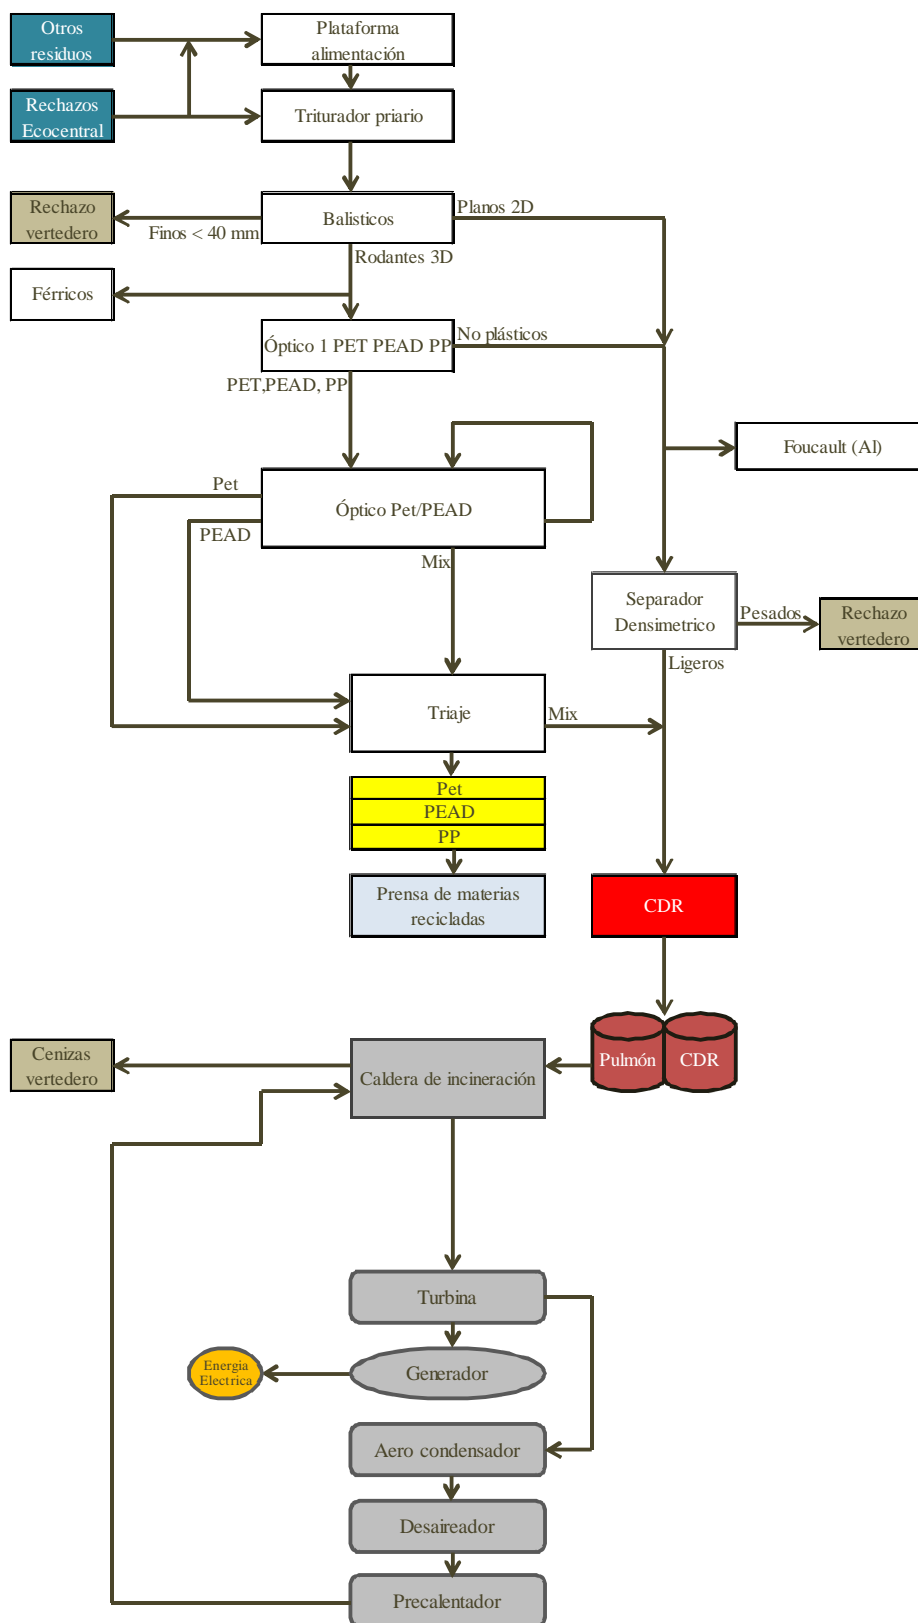 Otros
residuos
Plataforma
alimentación
Rechazos
Ecocentral
Triturador priario
Rechazo
vertedero
Balisticos
Planos 2D
Finos < 40 mm
Rodantes 3D
Férricos
Óptico 1 PET PEAD PP
No plásticos
PET,PEAD, PP
Foucault (Al)
Pet
Óptico Pet/PEAD
PEAD
Mix
Separador
Densimetrico
Pesados
Rechazo
vertedero
Ligeros
Triaje
Mix
Pet
PEAD
PP
Prensa de materias
recicladas
CDR
Pulmón
CDR
Cenizas
vertedero
Caldera de incineración
Turbina
Energia
Electrica
Generador
Aero condensador
Desaireador
Precalentador